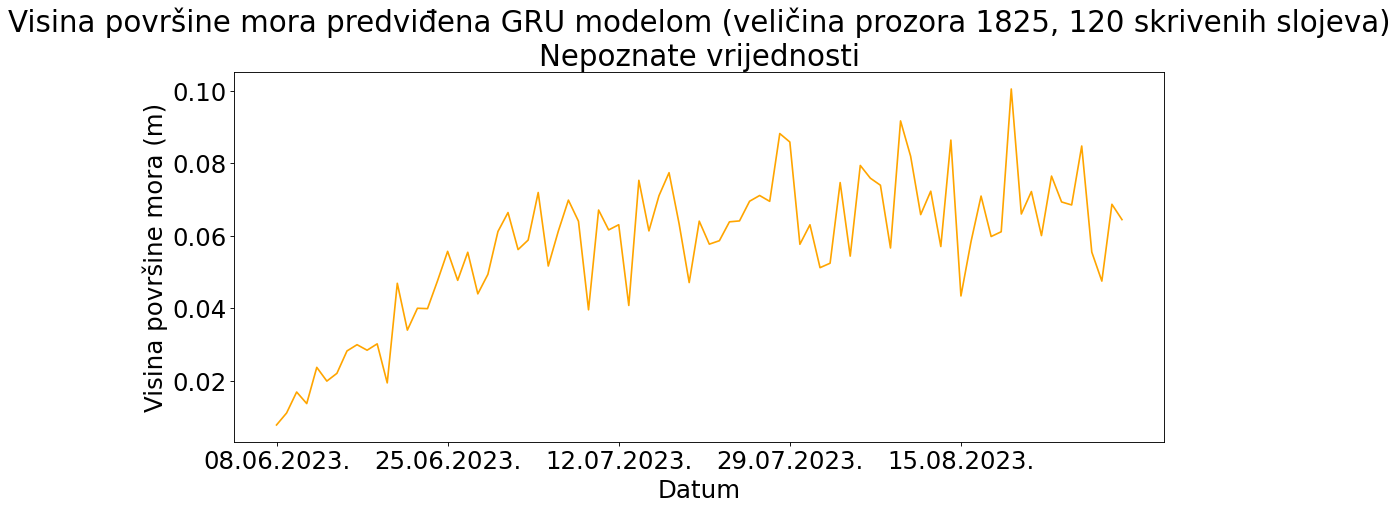 Visina površine mora predviđena GRU modelom (veličina prozora 1825, 120 skrivenih slojeva)
Nepoznate vrijednosti
Visina površine mora (m)
0.10
0.08
0.06
0.04
0.02
08.06.2023. 25.06.2023. 12.07.2023. 29.07.2023. 15.08.2023.
Datum